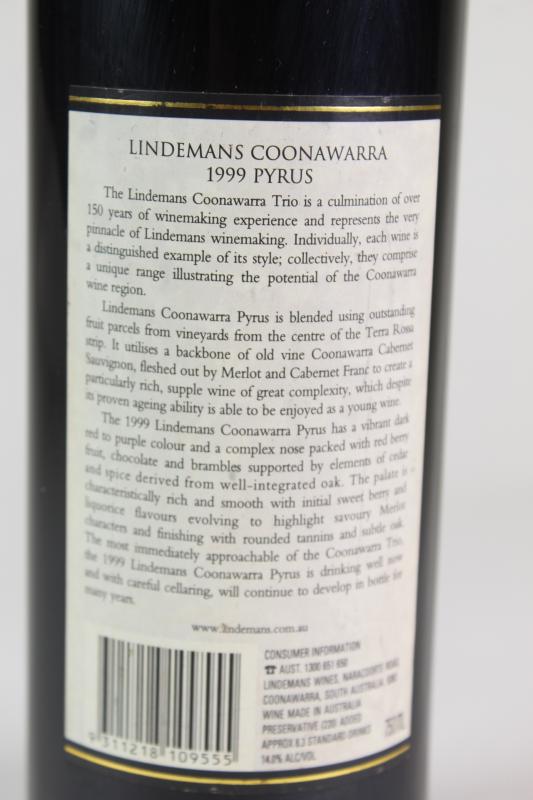 LINDEMANS COONAWARRA
1999 PYRUS
The Lindemans Coonawarra Trio is a culmination of over
150 years of winemaking experience and represents the very
pinnacle of Lindemans winemaking. Individually, each wine is
a distinguished example of its style; collectively, they comprise
a unique range illustrating the potential of the Coonawarra
wine region.
Lindemans Coonawarra Pyrus is blended using outstanding
fruit parcels from vineyards from the centre of the Terra Rossa
strip. It utilises a backbone of old vine Coonawarra Cabernet
Sauvignon, fleshed out by Merlot and Cabernet Franc to create a
particularly rich, supple wine of great complexity, which despite
its proven ageing ability is able to be enjoyed as a young wine.
The 1999 Lindemans Coonawarra Pyrus has a vibrant dark
red to purple colour and a complex nose packed with red berry
fruit, chocolate and brambles supported by elements of cedar
and spice derived from well-integrated oak. The palate is
characteristically rich and smooth with initial sweet berry and
liquorice flavours evolving to highlight savoury Merlot
characters and finishing with rounded tannins and subtle oak.
The most immediately approachable of the Coonawarra Trio,
the 1999 Lindemans Coonawarra Pyrus is drinking well now
and with careful cellaring, will continue to develop in bottle for
many years.
www.lindemans.com.au
CONSUMER INFORMATION
☎ AUST. 1300 651 650
LINDEMANS WINES, NARACOORTE ROAD,
COONAWARRA, SOUTH AUSTRALIA
WINE MADE IN AUSTRALIA
PRESERVATIVE (220) ADDED
APPROX 8.3 STANDARD DRINKS
14.0% ALC/VOL
750ML
9 311218 109555